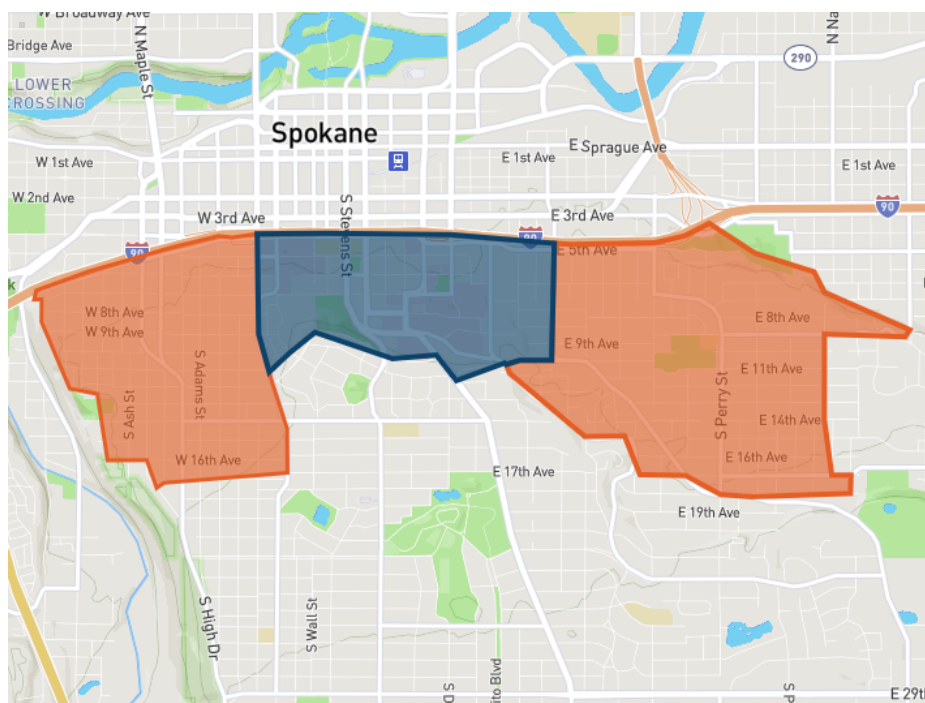 W Broadway Ave
N Maple St
Bridge Ave
LOWER
CROSSING
290
Spokane
E Sprague Ave
W 1st Ave
E 1st Ave
E 1st Ave
W 2nd Ave
S Stevens St
W 3rd Ave
E 3rd Ave
90
90
90
E 5th Ave
W 8th Ave
W 9th Ave
E 8th Ave
E 9th Ave
S Adams St
S Ash St
S Perry St
E 11th Ave
E 14th Ave
W 16th Ave
E 16th Ave
E 17th Ave
E 19th Ave
S High Dr
S Wall St
ito Blvd
S D
S P
E 29th
N Na